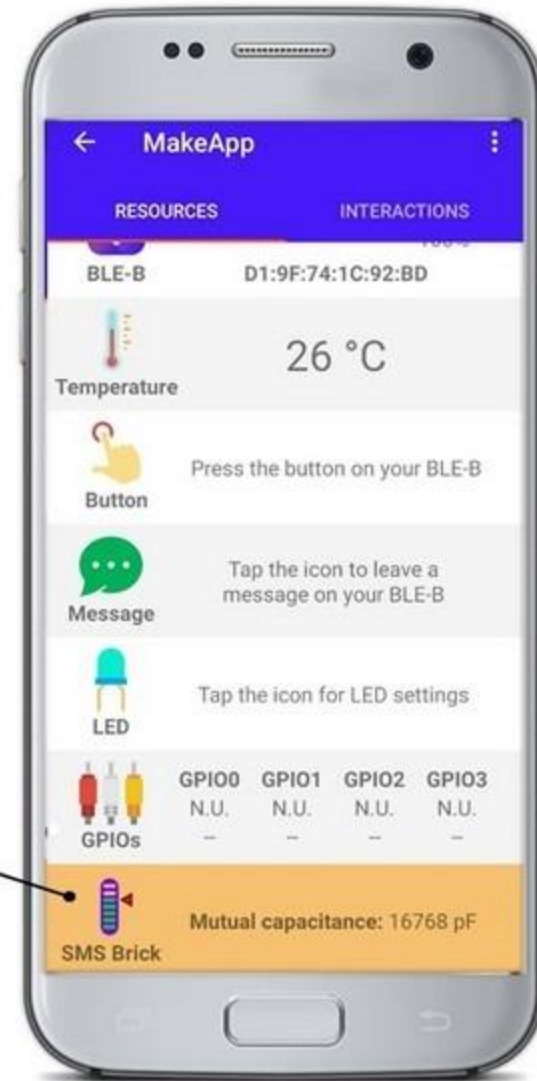 MakeApp
RESOURCES INTERACTIONS
100%
BLE-B D1:9F:74:1C:92:BD
26 °C
Temperature
Press the button on your BLE-B
Button
Tap the icon to leave a
message on your BLE-B
Message
Tap the icon for LED settings
LED
GPIO0 GPIO1 GPIO2 GPIO3
N.U. N.U. N.U. N.U.
-- -- -- --
GPIOs
Mutual capacitance: 16768 pF
SMS Brick